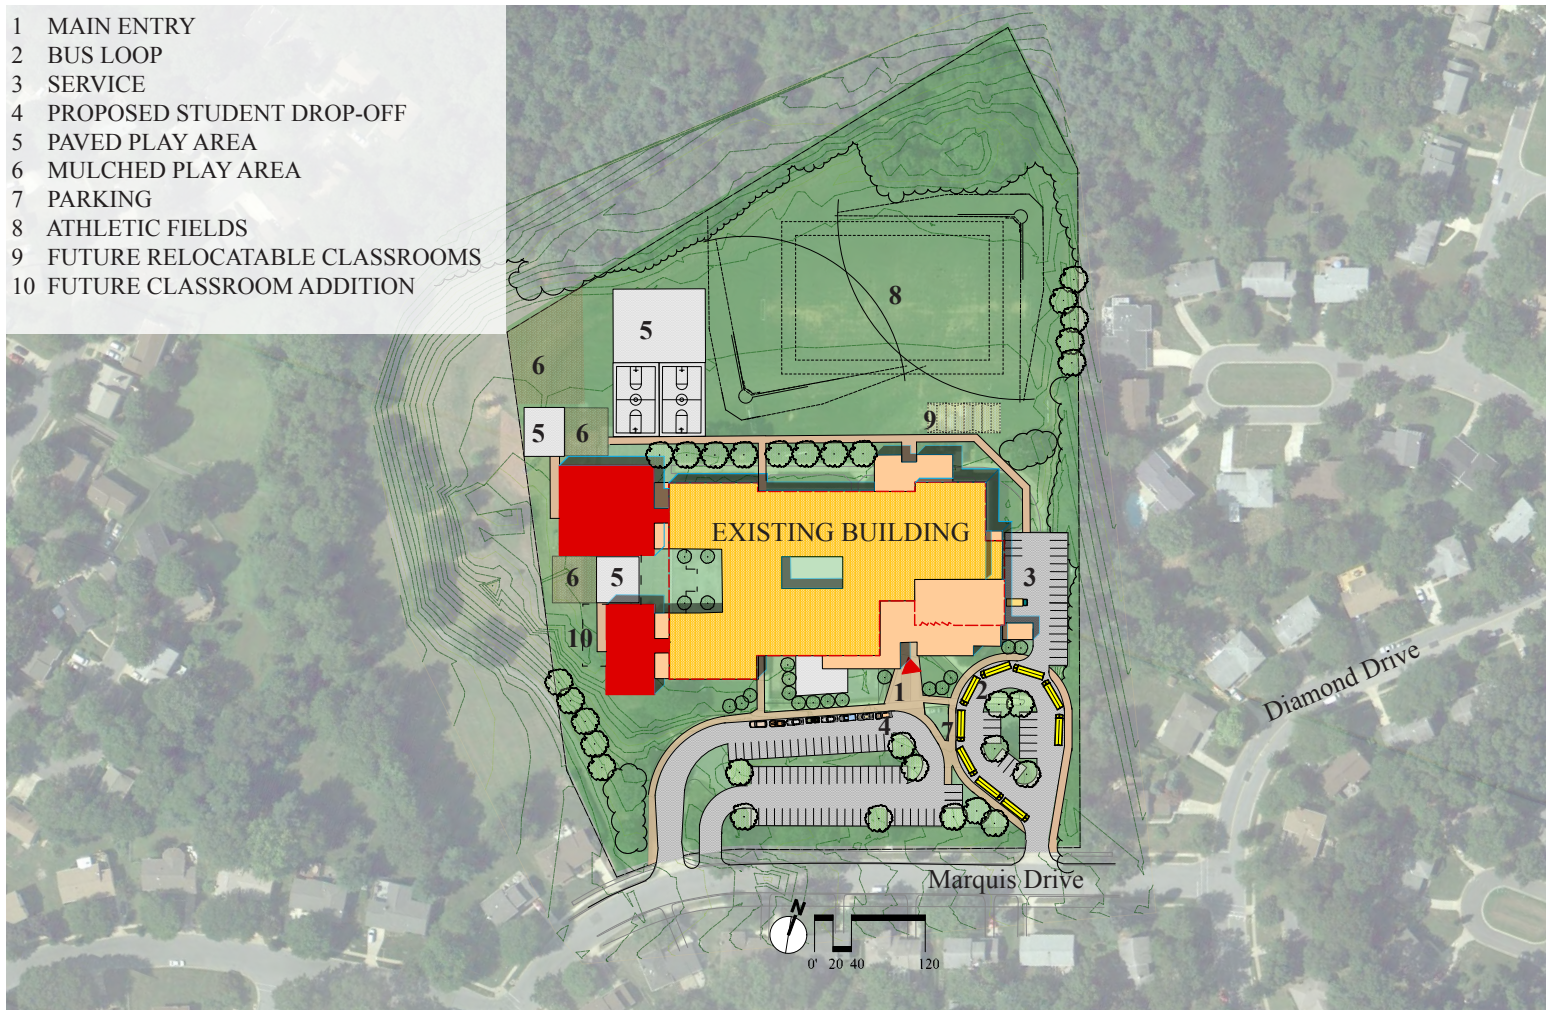 1 MAIN ENTRY
2 BUS LOOP
3 SERVICE
4 PROPOSED STUDENT DROP-OFF
5 PAVED PLAY AREA
6 MULCHED PLAY AREA
7 PARKING
8 ATHLETIC FIELDS
9 FUTURE RELOCATABLE CLASSROOMS
10 FUTURE CLASSROOM ADDITION
8
5
6
9
5 6
EXISTING BUILDING
6 5
3
10
1
2
4
7
Diamond Drive
Marquis Drive
N
0' 20 40 120